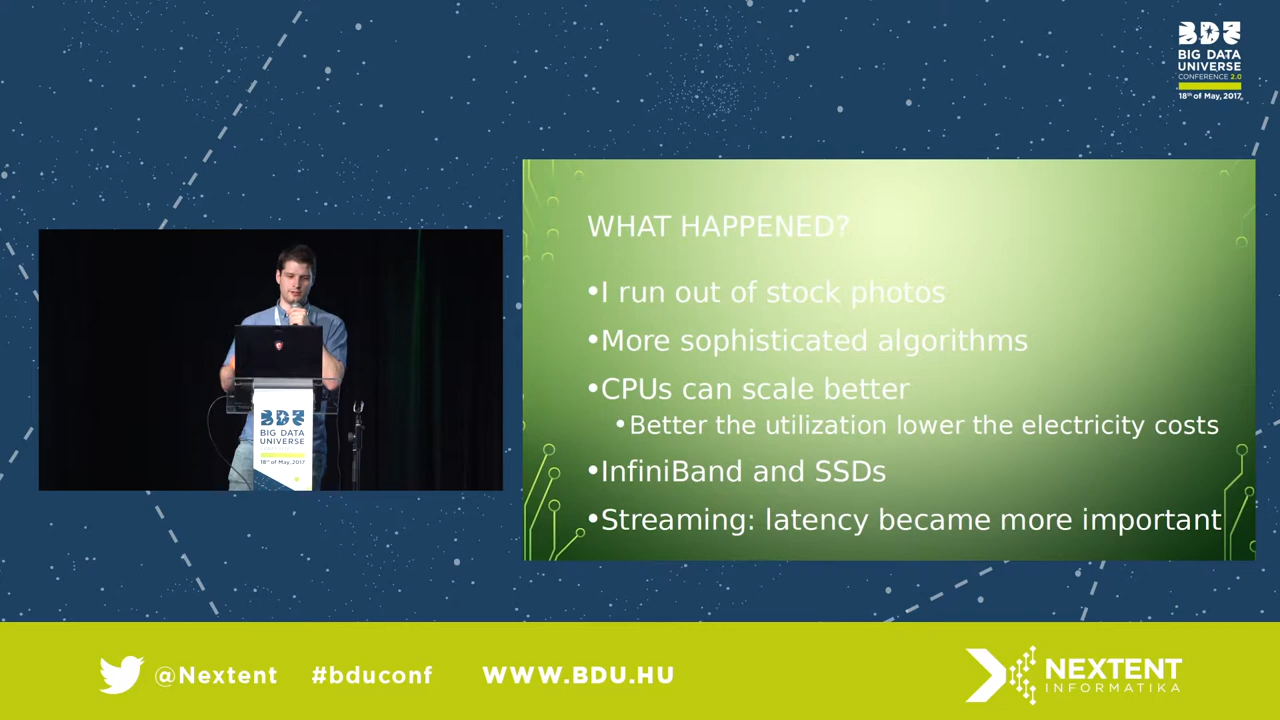 BDU
BIG DATA
UNIVERSE
CONFERENCE 2.0
18th of May, 2017
WHAT HAPPENED?
•I run out of stock photos
•More sophisticated algorithms
•CPUs can scale better
•Better the utilization lower the electricity costs
•InfiniBand and SSDs
•Streaming: latency became more important
BDU
BIG DATA
UNIVERSE
18th of May, 2017
@Nextent #bduconf WWW.BDU.HU
NEXTENT
INFORMATIKA